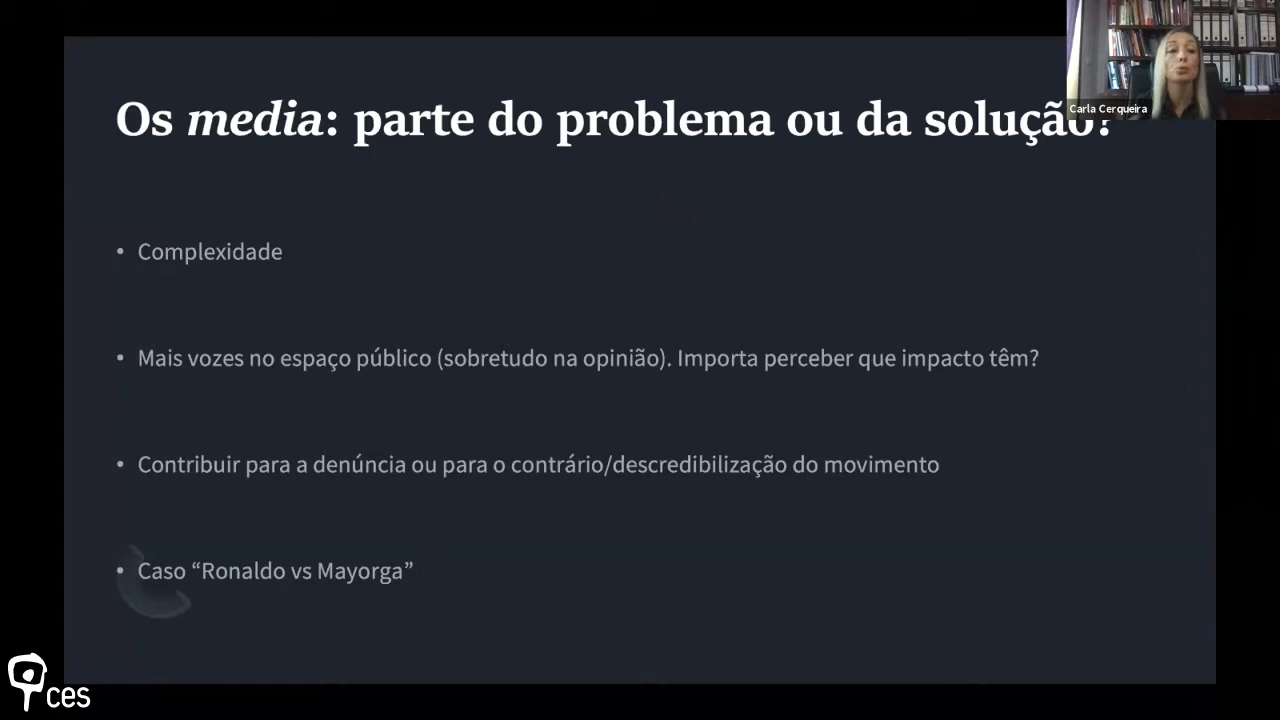 Os media: parte do problema ou da solução?
Carla Cerqueira
• Complexidade
• Mais vozes no espaço público (sobretudo na opinião). Importa perceber que impacto têm?
• Contribuir para a denúncia ou para o contrário/descredibilização do movimento
• Caso “Ronaldo vs Mayorga”
ces